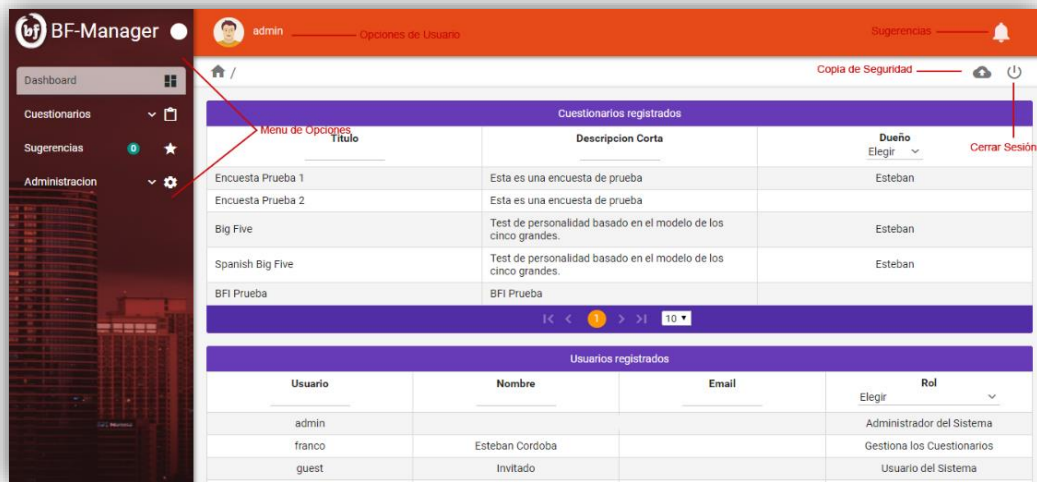 bf BF-Manager
admin
Opciones de Usuario
Sugerencias
Dashboard
/
Copia de Seguridad
Cuestionarios
Sugerencias 0
Administracion
Menu de Opciones
Cerrar Sesión
Cuestionarios registrados
Título Descripcion Corta Dueño
Elegir
Encuesta Prueba 1 Esta es una encuesta de prueba Esteban
Encuesta Prueba 2 Esta es una encuesta de prueba
Big Five Test de personalidad basado en el modelo de los
cinco grandes. Esteban
Spanish Big Five Test de personalidad basado en el modelo de los
cinco grandes. Esteban
BFI Prueba BFI Prueba
1 10
Usuarios registrados
Usuario Nombre Email Rol
Elegir
admin Administrador del Sistema
franco Esteban Cordoba Gestiona los Cuestionarios
guest Invitado Usuario del Sistema